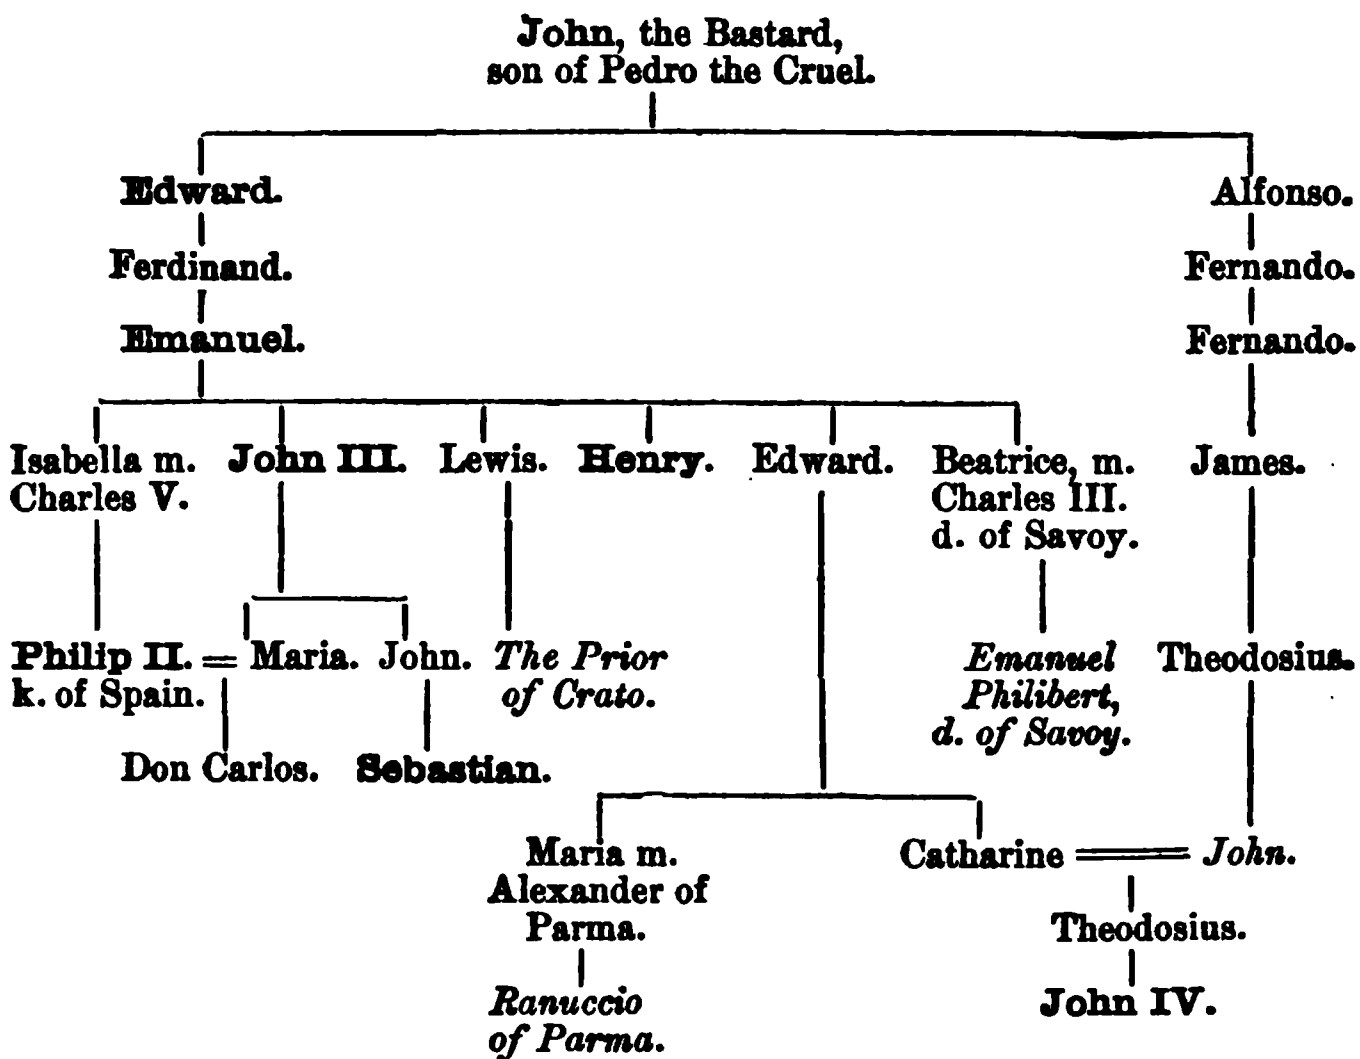 John, the Bastard,
son of Pedro the Cruel.
Edward. Alfonso.
Ferdinand. Fernando.
Emanuel. Fernando.
Isabella m. John III. Lewis. Henry. Edward. Beatrice, m. James.
Charles V. Charles III.
d. of Savoy.
Philip II. = Maria. John. The Prior Emanuel Theodosius.
k. of Spain. of Crato. Philibert,
d. of Savoy.
Don Carlos. Sebastian.
Maria m. Catharine = John.
Alexander of
Parma. Theodosius.
Ranuccio John IV.
of Parma.